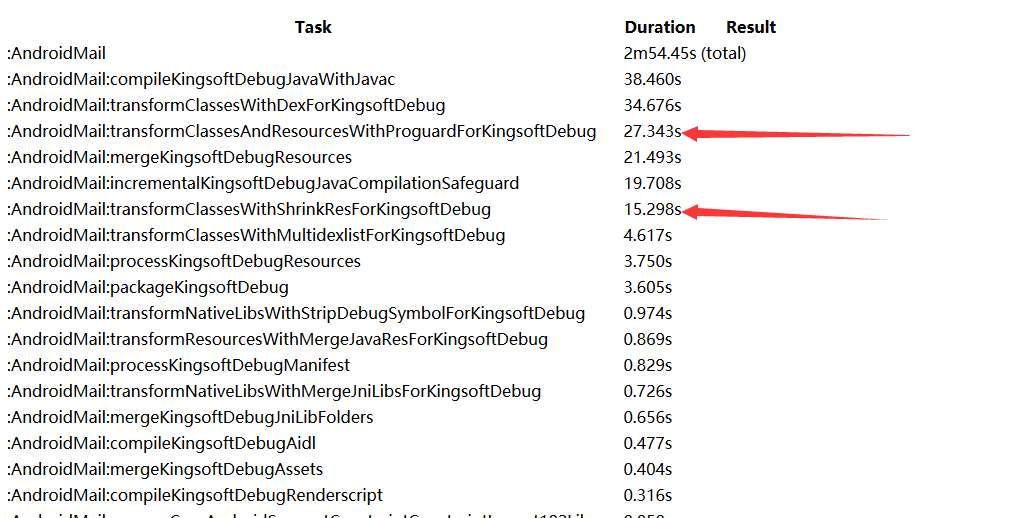 Task Duration Result
:AndroidMail 2m54.45s (total)
:AndroidMail:compileKingsoftDebugJavaWithJavac 38.460s
:AndroidMail:transformClassesWithDexForKingsoftDebug 34.676s
:AndroidMail:transformClassesAndResourcesWithProguardForKingsoftDebug 27.343s
:AndroidMail:mergeKingsoftDebugResources 21.493s
:AndroidMail:incrementalKingsoftDebugJavaCompilationSafeguard 19.708s
:AndroidMail:transformClassesWithShrinkResForKingsoftDebug 15.298s
:AndroidMail:transformClassesWithMultidexlistForKingsoftDebug 4.617s
:AndroidMail:processKingsoftDebugResources 3.750s
:AndroidMail:packageKingsoftDebug 3.605s
:AndroidMail:transformNativeLibsWithStripDebugSymbolForKingsoftDebug 0.974s
:AndroidMail:transformResourcesWithMergeJavaResForKingsoftDebug 0.869s
:AndroidMail:processKingsoftDebugManifest 0.829s
:AndroidMail:transformNativeLibsWithMergeJniLibsForKingsoftDebug 0.726s
:AndroidMail:mergeKingsoftDebugJniLibFolders 0.656s
:AndroidMail:compileKingsoftDebugAidl 0.477s
:AndroidMail:mergeKingsoftDebugAssets 0.404s
:AndroidMail:compileKingsoftDebugRenderscript 0.316s